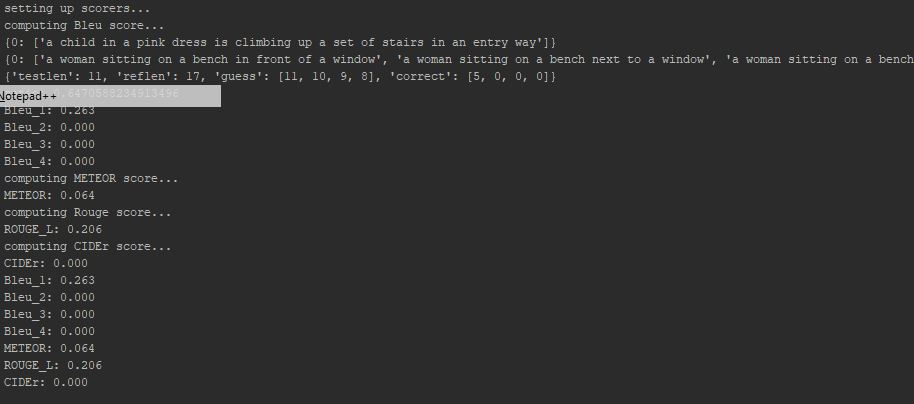 setting up scorers...
computing Bleu score...
{0: ['a child in a pink dress is climbing up a set of stairs in an entry way']}
{0: ['a woman sitting on a bench in front of a window', 'a woman sitting on a bench next to a window', 'a woman sitting on a bench
{'testlen': 11, 'reflen': 17, 'guess': [11, 10, 9, 8], 'correct': [5, 0, 0, 0]}
Notepad++ .6470588234913496
Bleu_1: 0.263
Bleu_2: 0.000
Bleu_3: 0.000
Bleu_4: 0.000
computing METEOR score...
METEOR: 0.064
computing Rouge score...
ROUGE_L: 0.206
computing CIDEr score...
CIDEr: 0.000
Bleu_1: 0.263
Bleu_2: 0.000
Bleu_3: 0.000
Bleu_4: 0.000
METEOR: 0.064
ROUGE_L: 0.206
CIDEr: 0.000